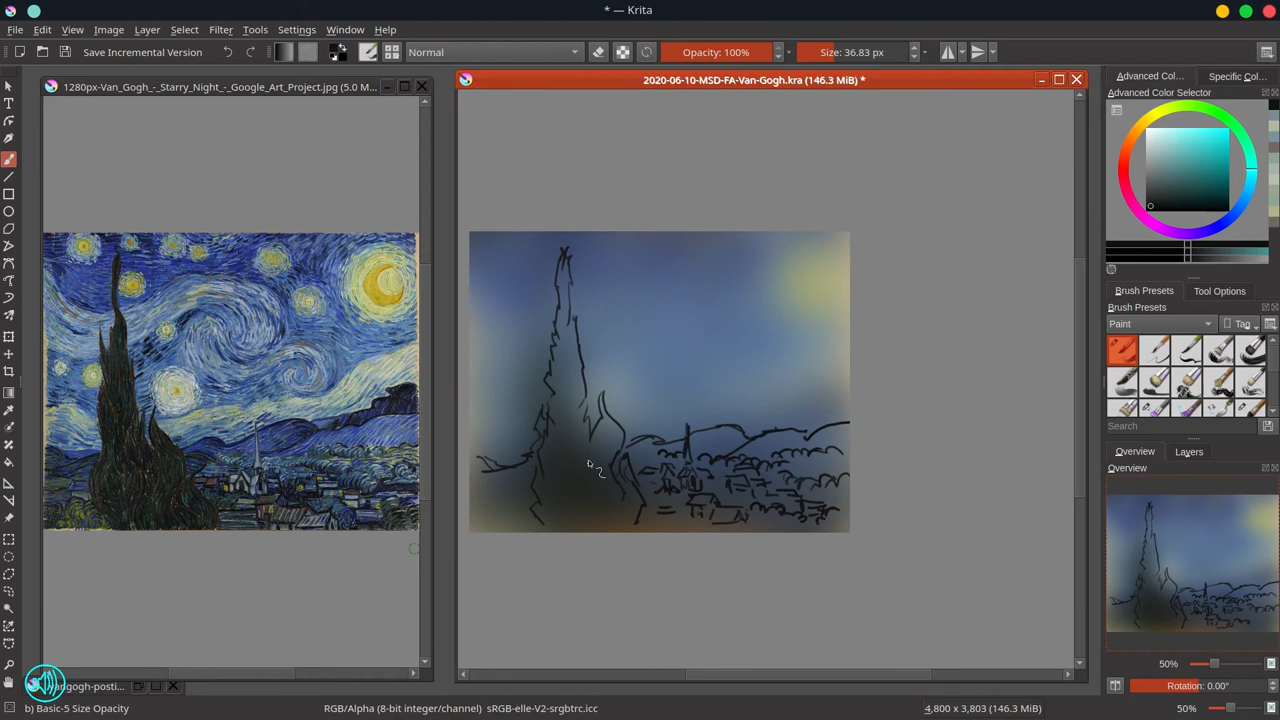 * — Krita
File Edit View Image Layer Select Filter Tools Settings Window Help
Save Incremental Version Normal Opacity: 100% Size: 36.83 px
1280px-Van_Gogh_-_Starry_Night_-_Google_Art_Project.jpg (5.0 M...
2020-06-10-MSD-FA-Van-Gogh.kra (146.3 MiB) *
Advanced Col... Specific Col...
Advanced Color Selector
Brush Presets Tool Options
Brush Presets
Paint Tag
Search
Overview Layers
Overview
50%
Rotation: 0.00°
b) Basic-5 Size Opacity RGB/Alpha (8-bit integer/channel) sRGB-elle-V2-srgbtrc.icc 4,800 x 3,803 (146.3 MiB) 50%